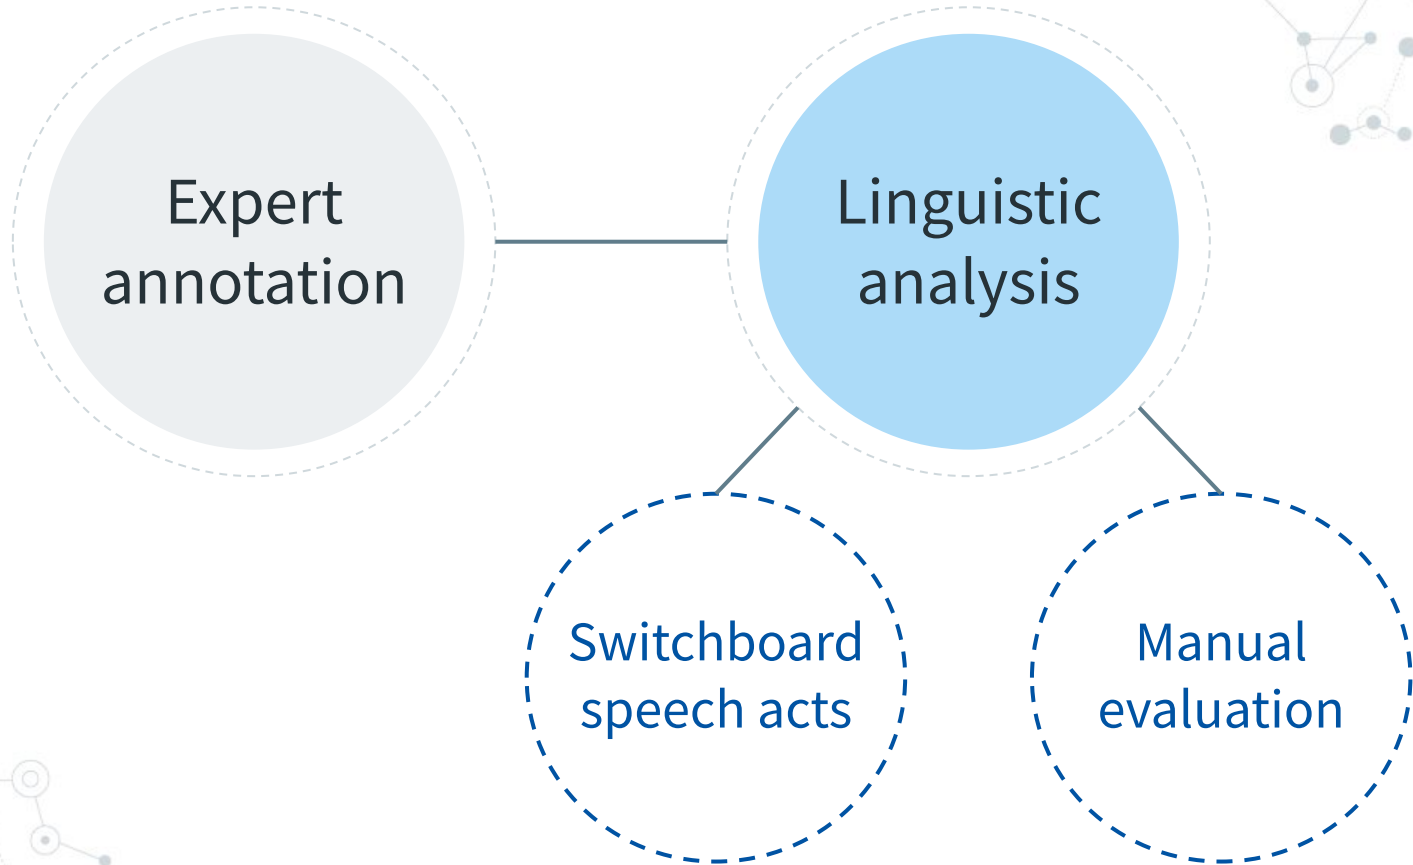 Expert
annotation
Linguistic
analysis
Switchboard
speech acts
Manual
evaluation